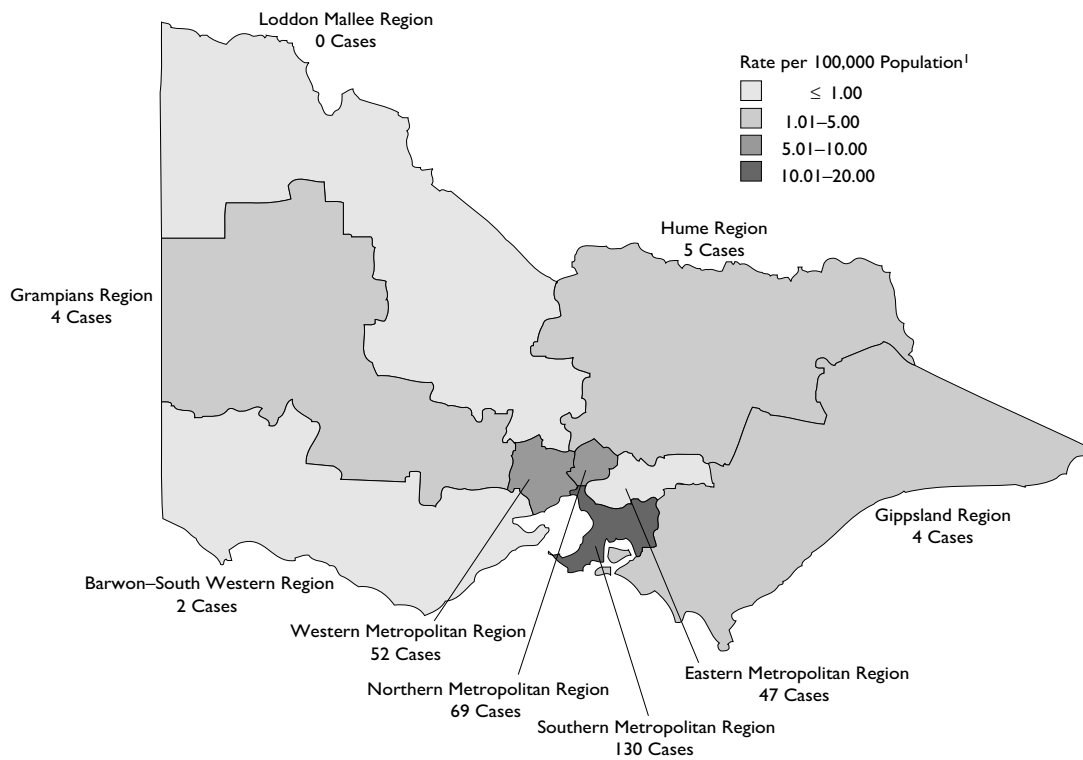 Loddon Mallee Region
0 Cases
Rate per 100,000 Population¹
≤ 1.00
1.01–5.00
5.01–10.00
10.01–20.00
Hume Region
5 Cases
Grampians Region
4 Cases
Gippsland Region
4 Cases
Barwon–South Western Region
2 Cases
Western Metropolitan Region
52 Cases
Eastern Metropolitan Region
47 Cases
Northern Metropolitan Region
69 Cases
Southern Metropolitan Region
130 Cases